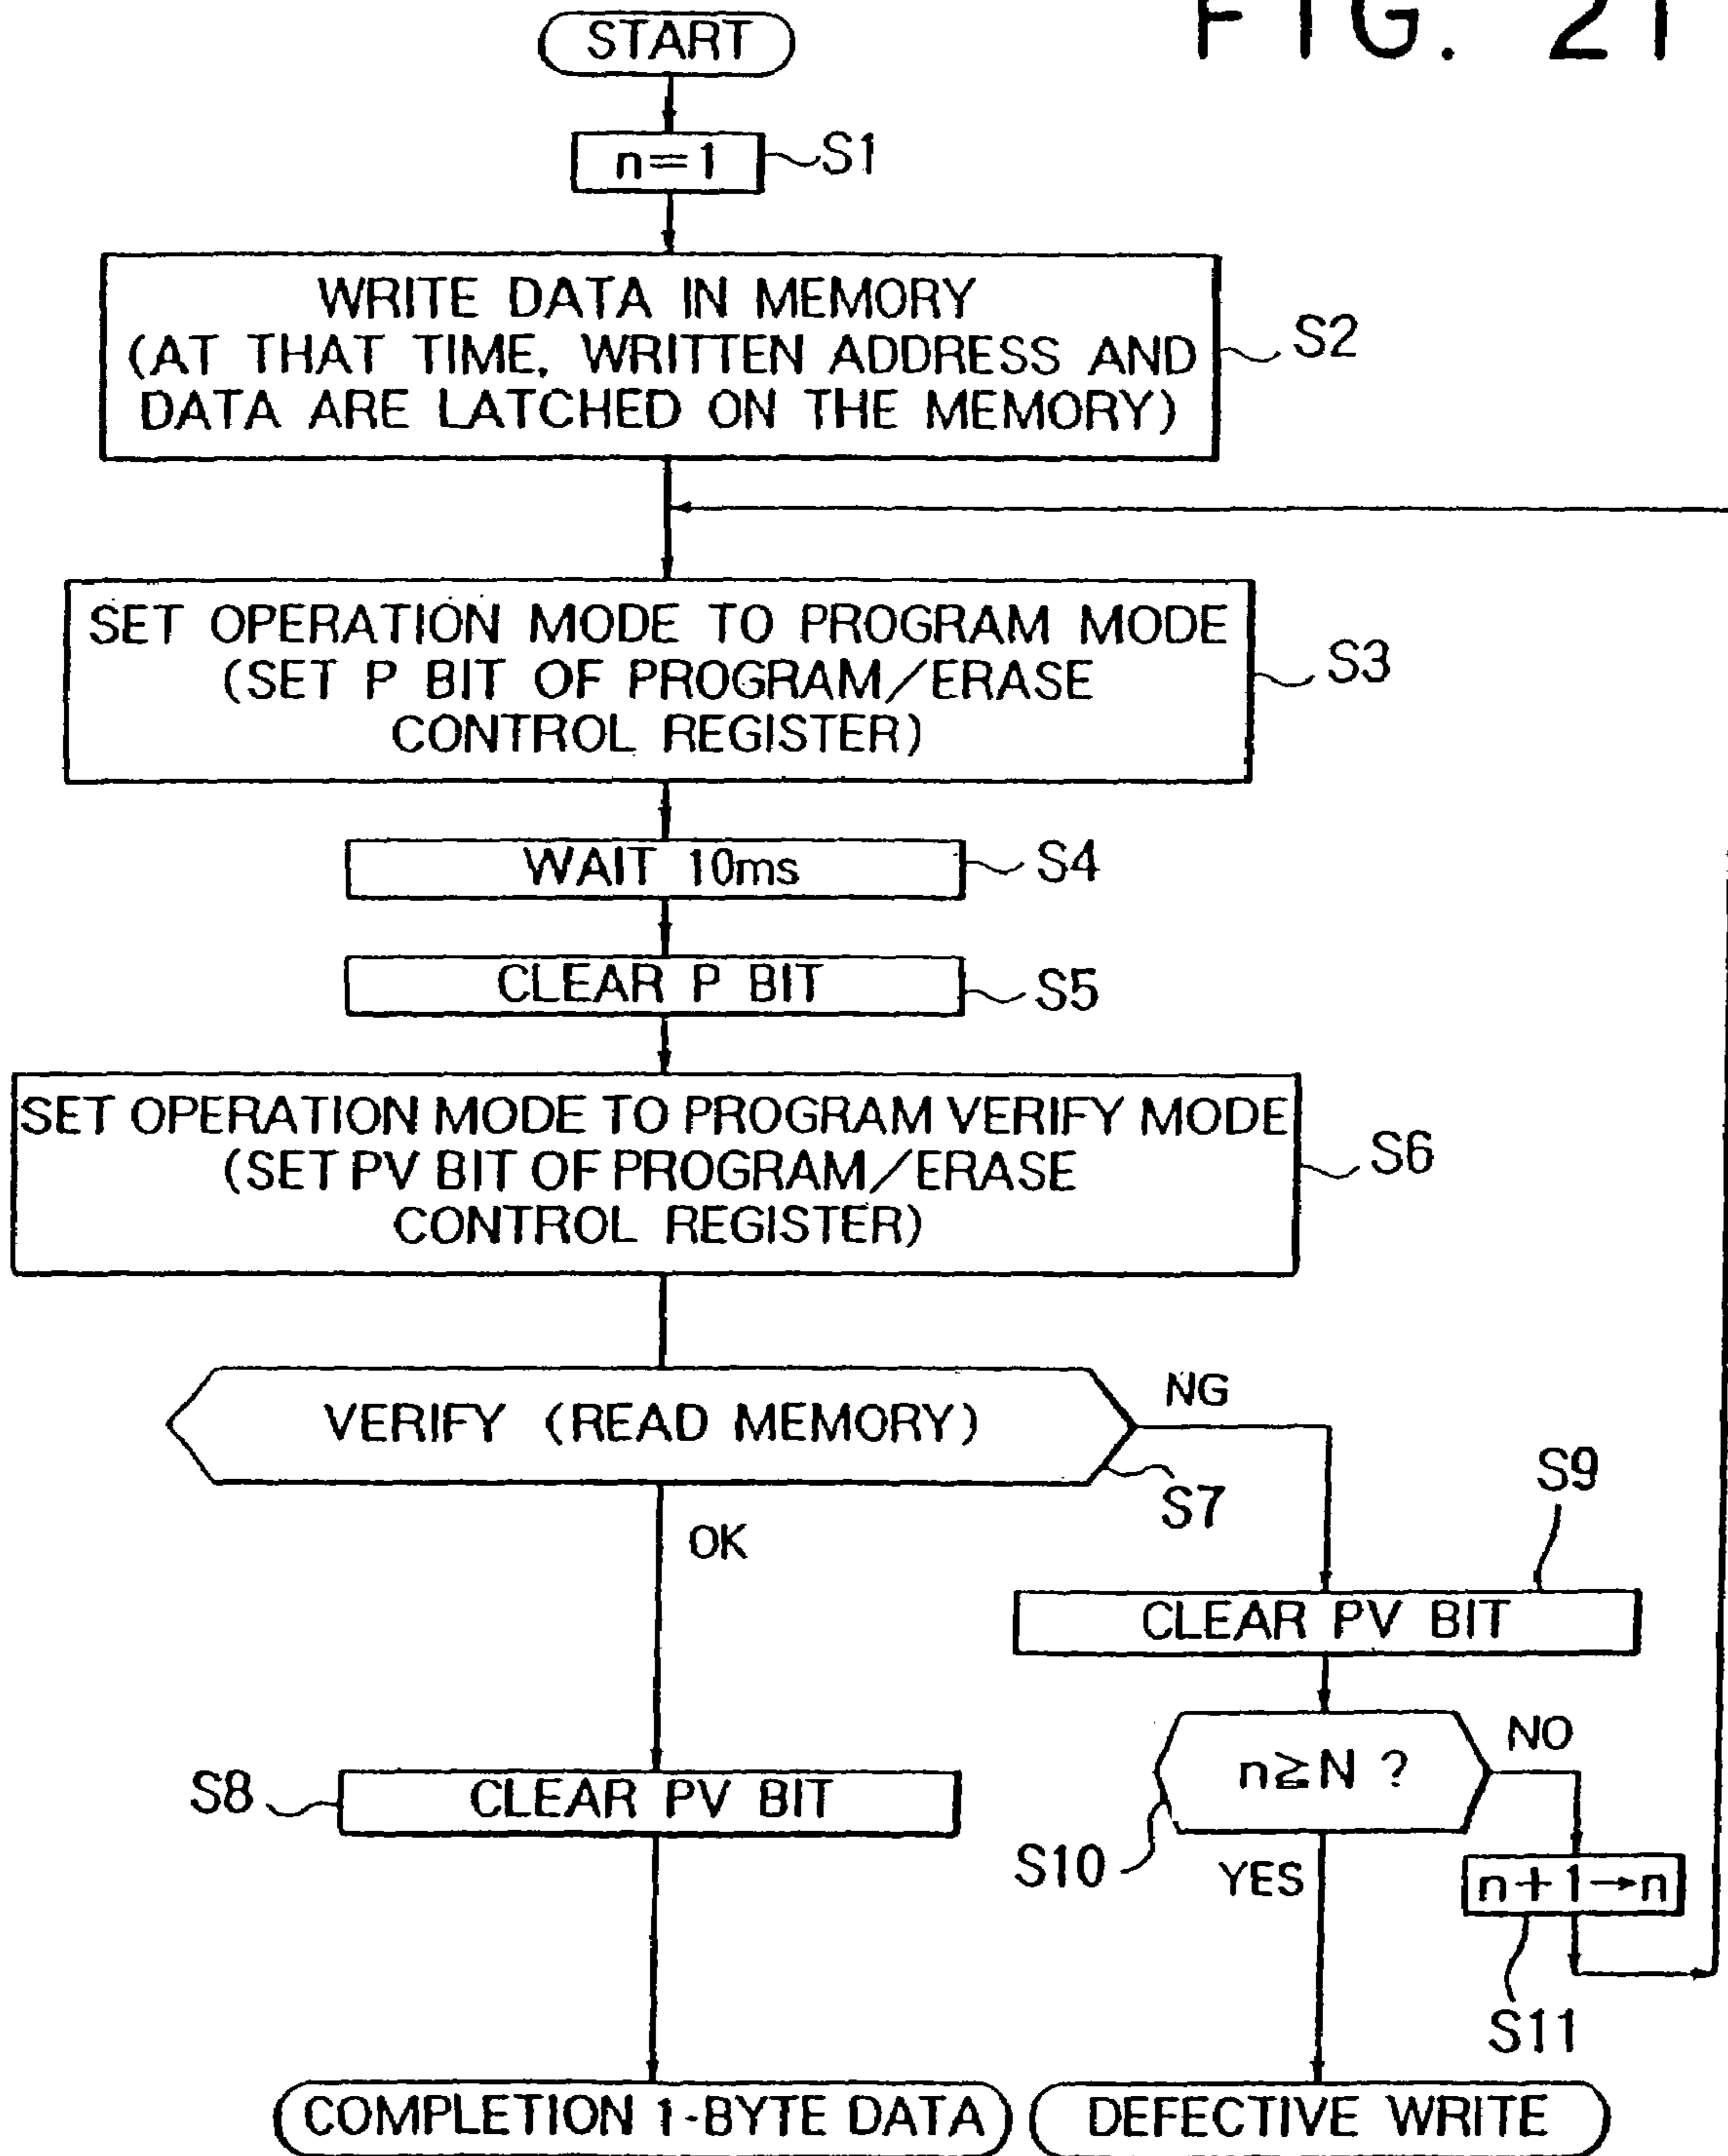 FIG. 21
START
n=1
S1
WRITE DATA IN MEMORY
(AT THAT TIME, WRITTEN ADDRESS AND
DATA ARE LATCHED ON THE MEMORY)
S2
SET OPERATION MODE TO PROGRAM MODE
(SET P BIT OF PROGRAM/ERASE
CONTROL REGISTER)
S3
WAIT 10ms
S4
CLEAR P BIT
S5
SET OPERATION MODE TO PROGRAM VERIFY MODE
(SET PV BIT OF PROGRAM/ERASE
CONTROL REGISTER)
S6
VERIFY (READ MEMORY)
NG
S7
OK
S9
CLEAR PV BIT
n≧N ?
NO
S10
YES
S8
CLEAR PV BIT
n+1→n
S11
COMPLETION 1-BYTE DATA
DEFECTIVE WRITE